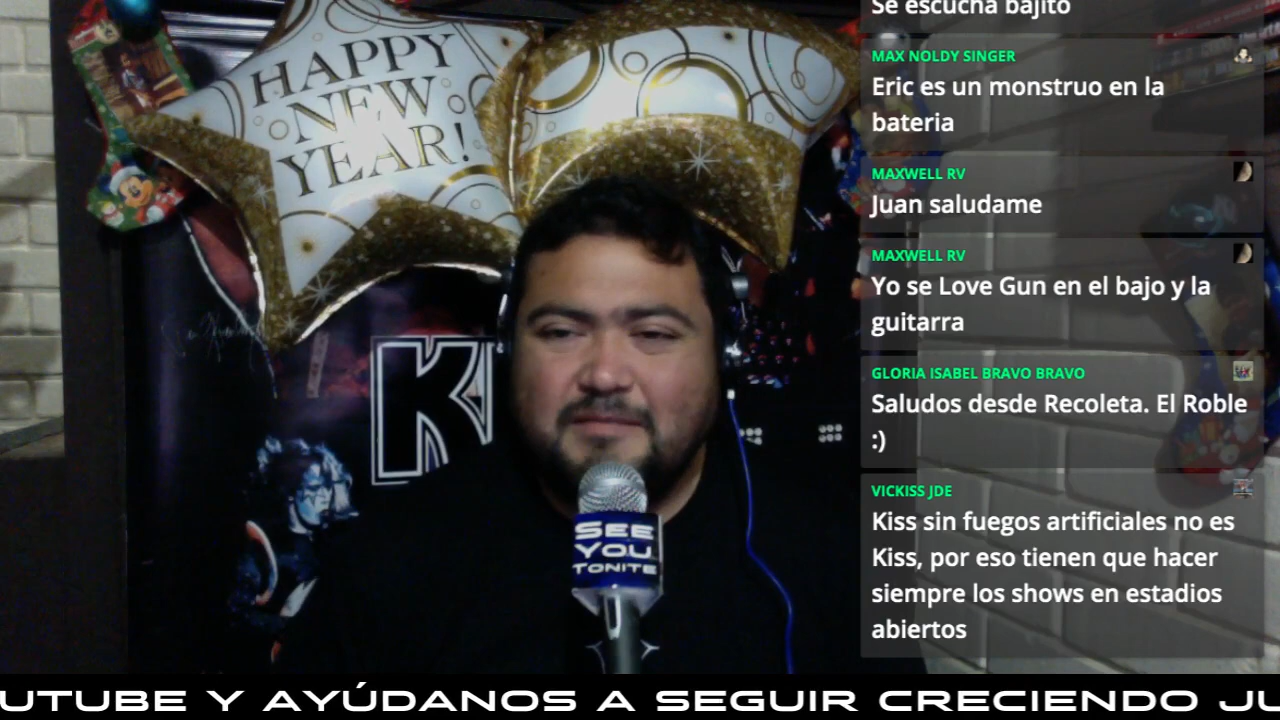 HAPPY
NEW
YEAR!
KI
SEE
YOU
TONITE
Se escucha bajito
MAX NOLDY SINGER
Eric es un monstruo en la
bateria
MAXWELL RV
Juan saludame
MAXWELL RV
Yo se Love Gun en el bajo y la
guitarra
GLORIA ISABEL BRAVO BRAVO
Saludos desde Recoleta. El Roble
:)
VICKISS JDE
Kiss sin fuegos artificiales no es
Kiss, por eso tienen que hacer
siempre los shows en estadios
abiertos
UTUBE Y AYÚDANOS A SEGUIR CRECIENDO JU